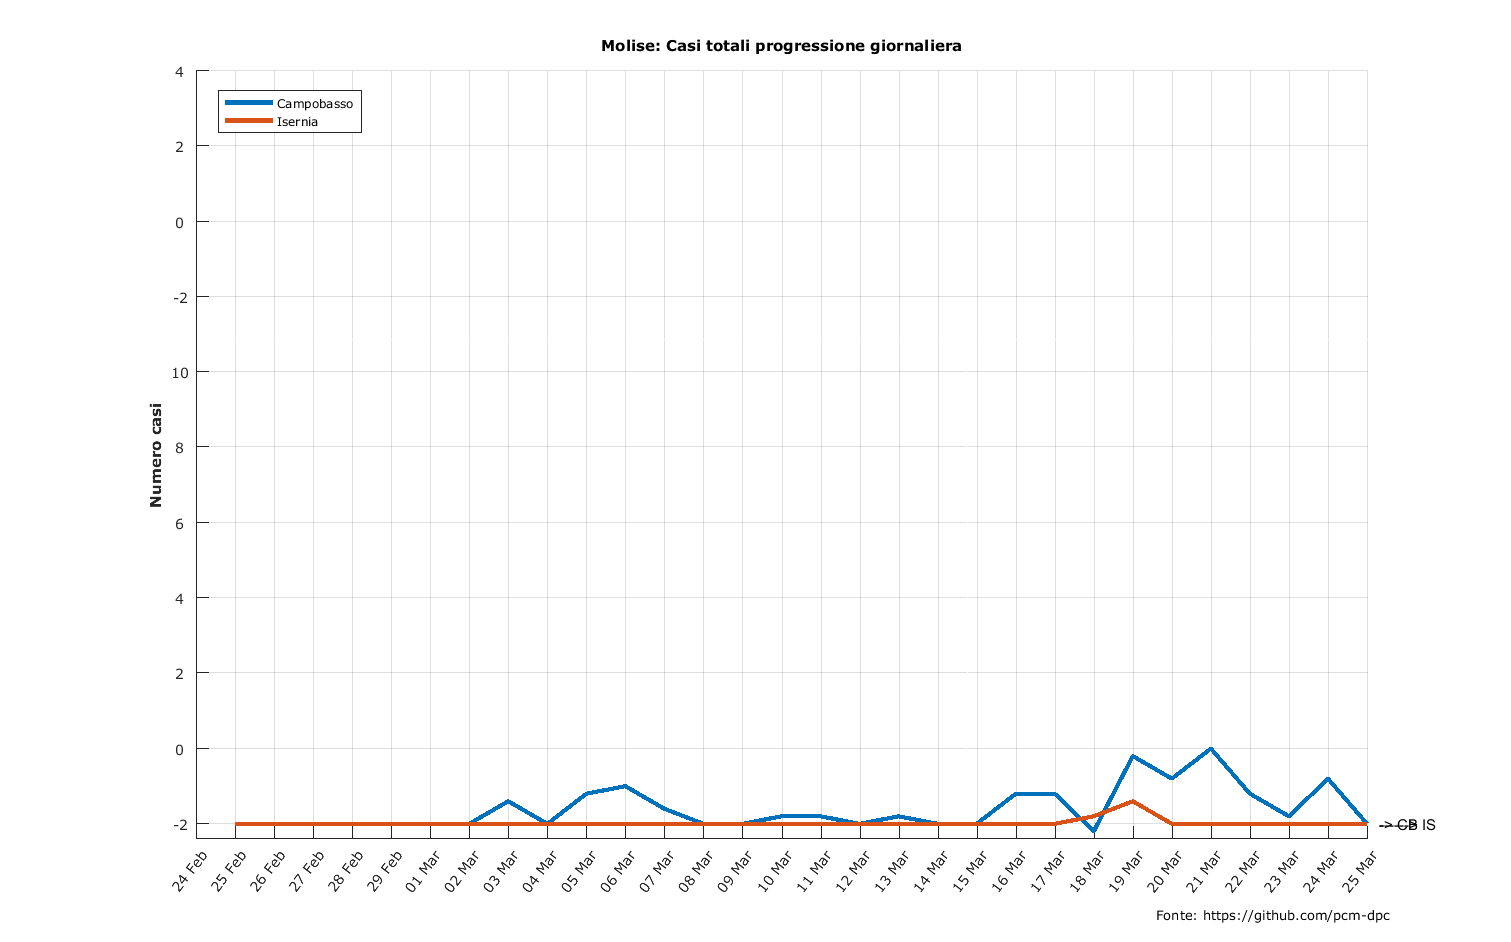 Molise: Casi totali progressione giornaliera
Campobasso
Isernia
Numero casi
4
2
0
-2
10
8
6
4
2
0
-2
24 Feb
25 Feb
26 Feb
27 Feb
28 Feb
29 Feb
01 Mar
02 Mar
03 Mar
04 Mar
05 Mar
06 Mar
07 Mar
08 Mar
09 Mar
10 Mar
11 Mar
12 Mar
13 Mar
14 Mar
15 Mar
16 Mar
17 Mar
18 Mar
19 Mar
20 Mar
21 Mar
22 Mar
23 Mar
24 Mar
25 Mar
-> CB IS
Fonte: https://github.com/pcm-dpc